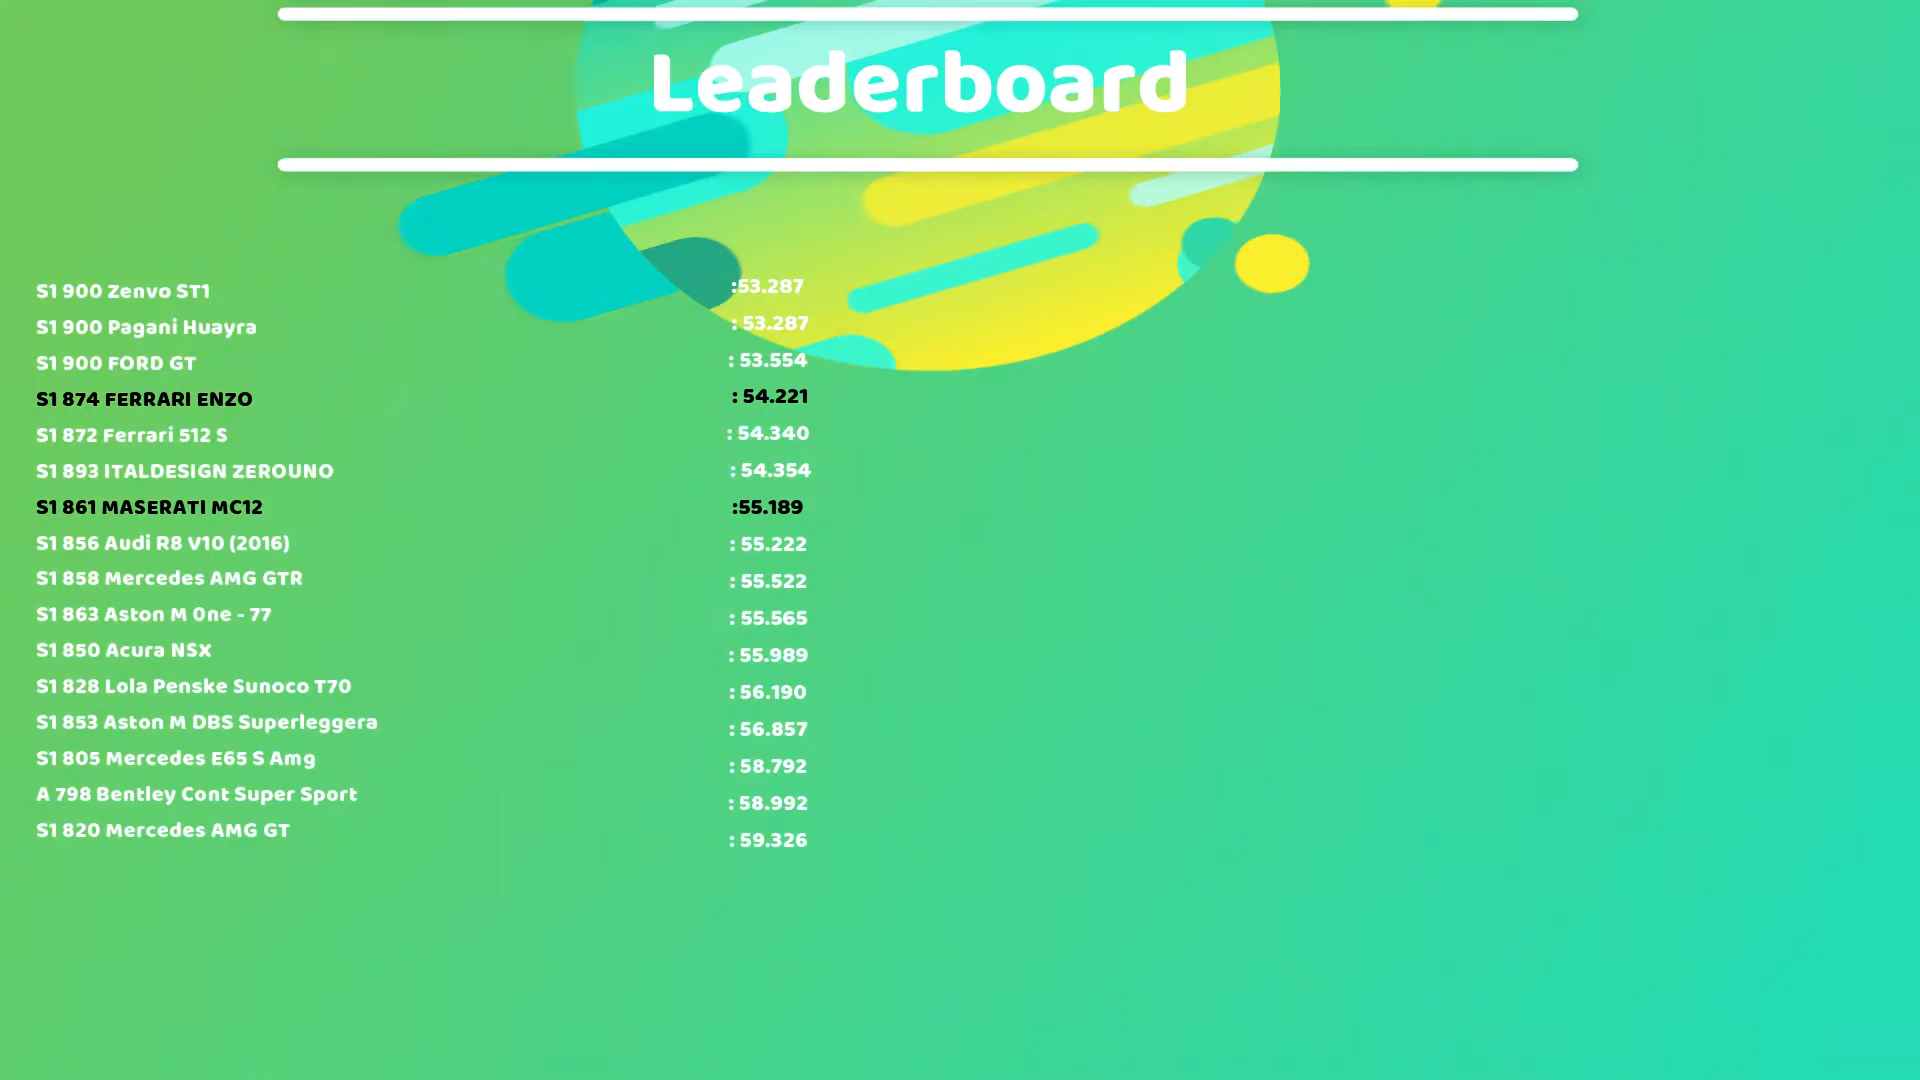 Leaderboard
S1 900 Zenvo ST1 :53.287
S1 900 Pagani Huayra : 53.287
S1 900 FORD GT : 53.554
S1 874 FERRARI ENZO : 54.221
S1 872 Ferrari 512 S : 54.340
S1 893 ITALDESIGN ZEROUNO : 54.354
S1 861 MASERATI MC12 :55.189
S1 856 Audi R8 V10 (2016) : 55.222
S1 858 Mercedes AMG GTR : 55.522
S1 863 Aston M One - 77 : 55.565
S1 850 Acura NSX : 55.989
S1 828 Lola Penske Sunoco T70 : 56.190
S1 853 Aston M DBS Superleggera : 56.857
S1 805 Mercedes E65 S Amg : 58.792
A 798 Bentley Cont Super Sport : 58.992
S1 820 Mercedes AMG GT : 59.326